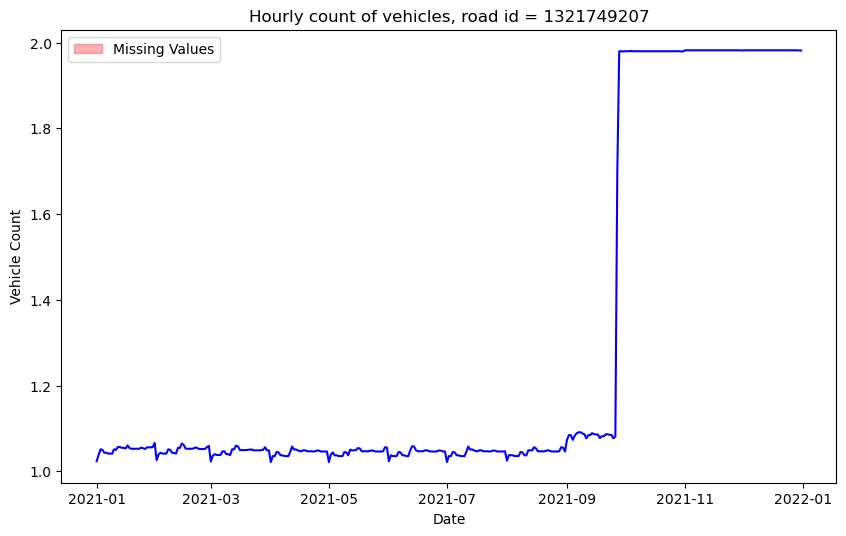 Hourly count of vehicles, road id = 1321749207
Missing Values
2.0
1.8
1.6
1.4
1.2
1.0
Vehicle Count
2021-01 2021-03 2021-05 2021-07 2021-09 2021-11 2022-01
Date